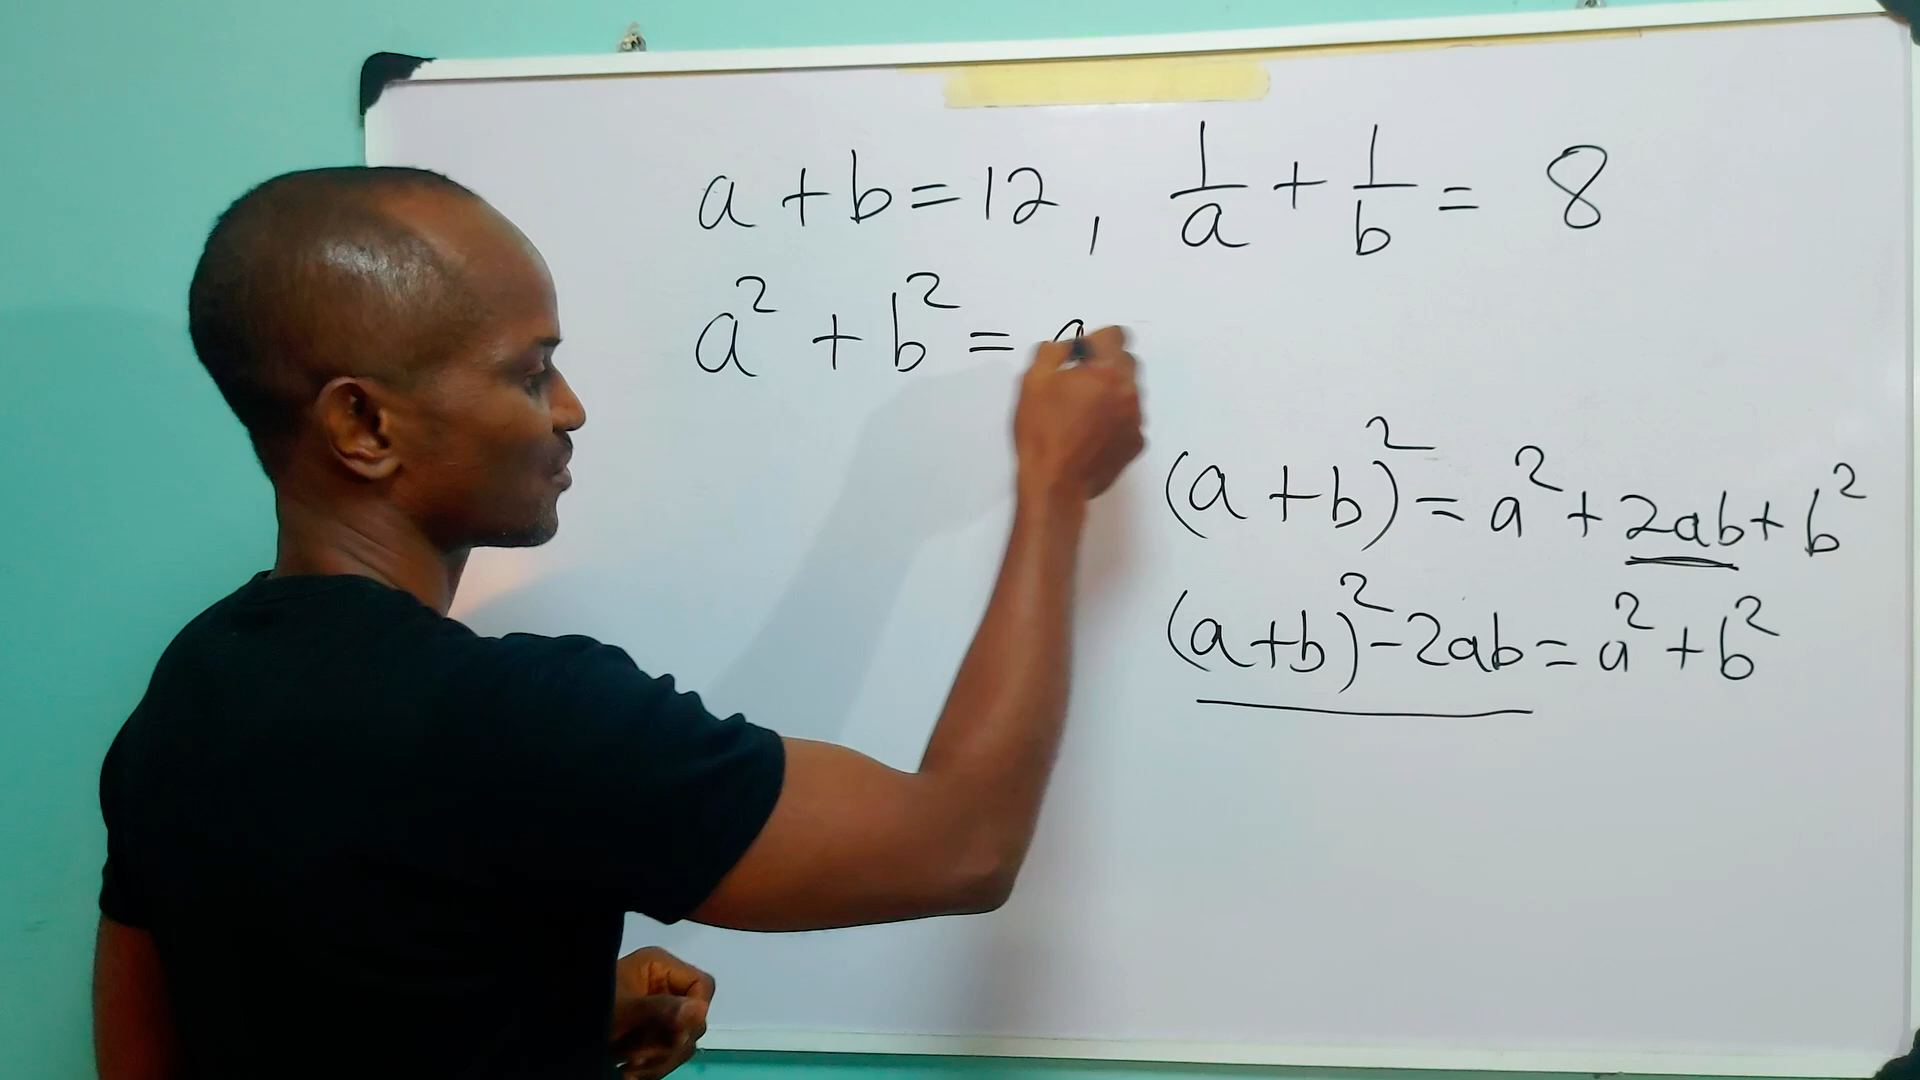 a + b = 12, 1/a + 1/b = 8
a² + b² = a
(a + b)² = a² + 2ab + b²
(a+b)² - 2ab = a² + b²